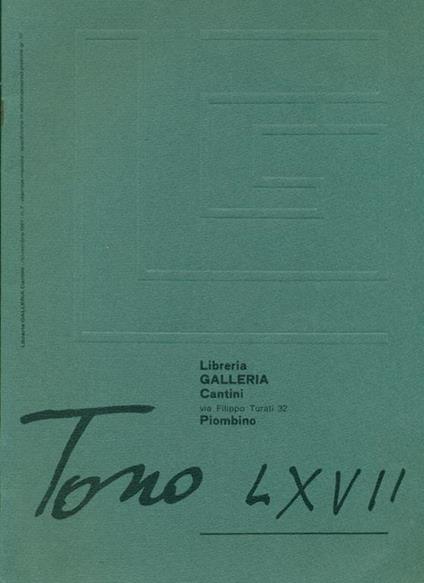 Libreria
GALLERIA
Cantini
via Filippo Turati 32
Piombino
Tono LXVII